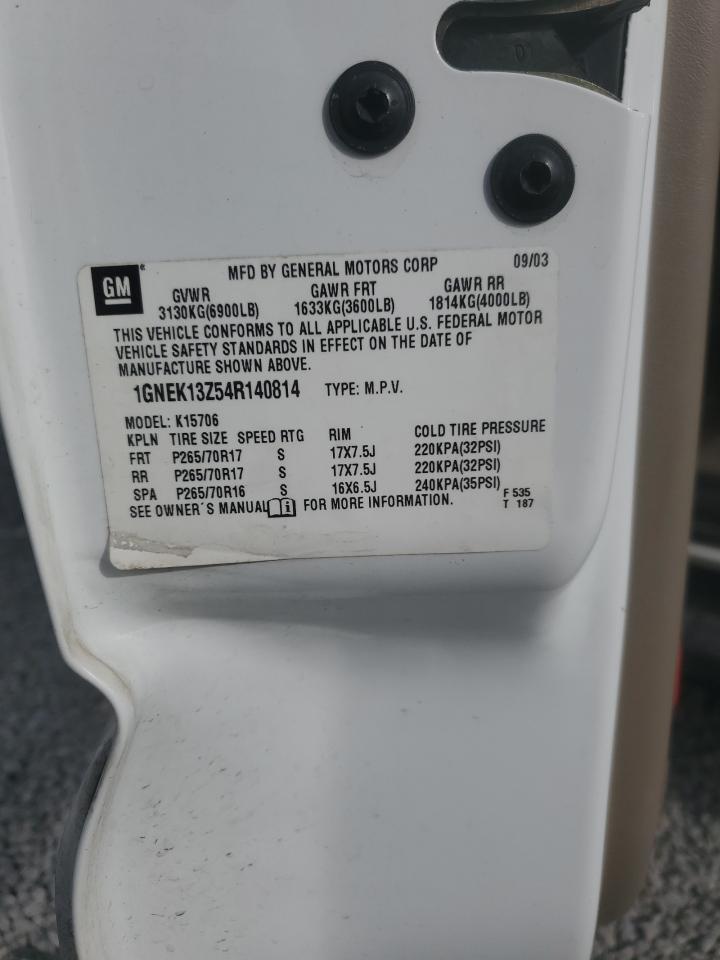 D
GM
MFD BY GENERAL MOTORS CORP 09/03
GVWR GAWR FRT GAWR RR
3130KG(6900LB) 1633KG(3600LB) 1814KG(4000LB)
THIS VEHICLE CONFORMS TO ALL APPLICABLE U.S. FEDERAL MOTOR
VEHICLE SAFETY STANDARDS IN EFFECT ON THE DATE OF
MANUFACTURE SHOWN ABOVE.
1GNEK13Z54R140814 TYPE: M.P.V.
MODEL: K15706
KPLN TIRE SIZE SPEED RTG RIM COLD TIRE PRESSURE
FRT P265/70R17 S 17X7.5J 220KPA(32PSI)
RR P265/70R17 S 17X7.5J 220KPA(32PSI)
SPA P265/70R16 S 16X6.5J 240KPA(35PSI)
SEE OWNER'S MANUAL FOR MORE INFORMATION. F 535
T 187